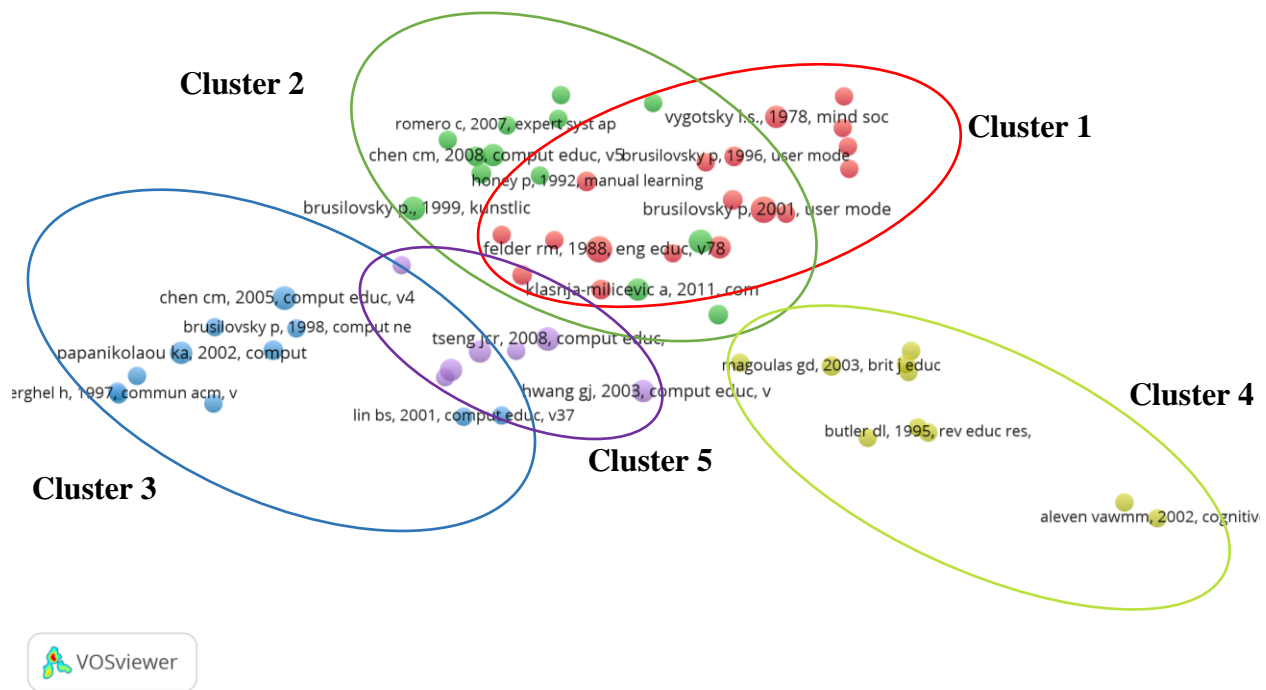 Cluster 2
vygotsky l.s., 1978, mind soc
romero c, 2007, expert syst ap
Cluster 1
chen cm, 2008, comput educ, v5
brusilovsky p, 1996, user mode
honey p, 1992, manual learning
brusilovsky p., 1999, kunstlic
brusilovsky p, 2001, user mode
felder rm, 1988, eng educ, v78
klasnja-milicevic a, 2011, com
chen cm, 2005, comput educ, v4
brusilovsky p, 1998, comput ne
tseng jcr, 2008, comput educ,
papanikolaou ka, 2002, comput
magoulas gd, 2003, brit j educ
erghel h, 1997, commun acm, v
hwang gj, 2003, comput educ, v
Cluster 4
lin bs, 2001, comput educ, v37
butler dl, 1995, rev educ res,
Cluster 5
Cluster 3
aleven vawmm, 2002, cognitive
VOSviewer